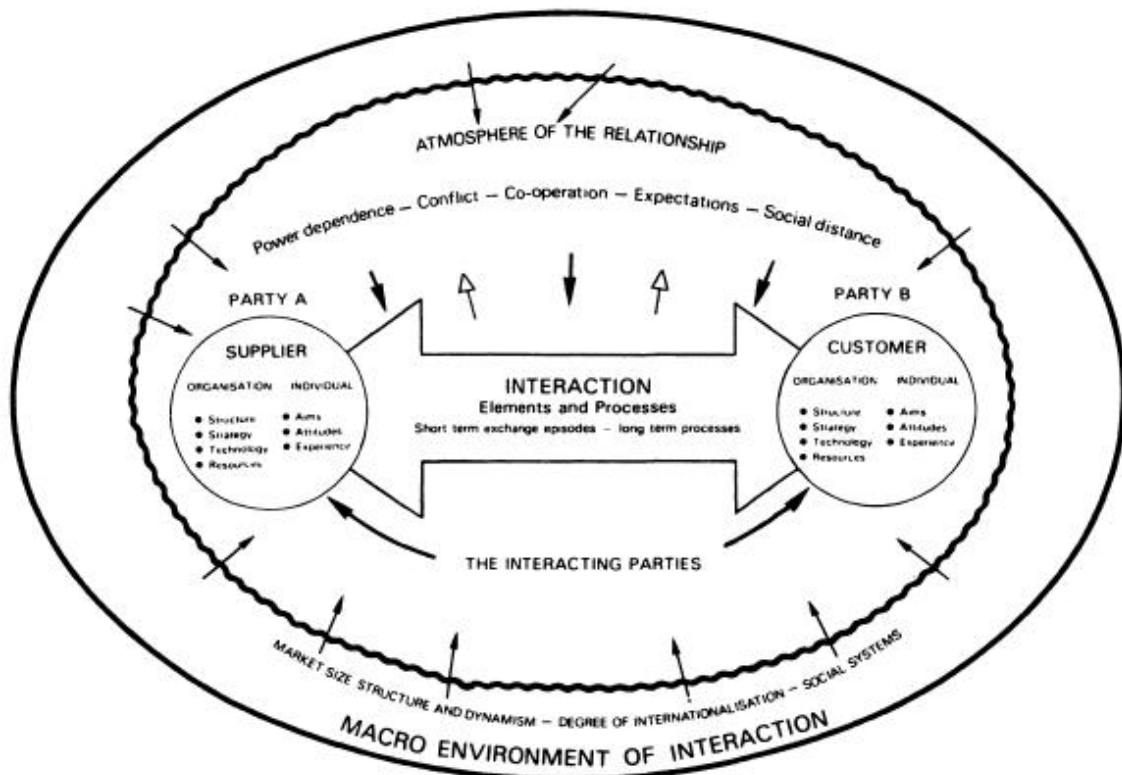 ATMOSPHERE OF THE RELATIONSHIP
Power dependence – Conflict – Co-operation – Expectations – Social distance
PARTY A
SUPPLIER
ORGANISATION INDIVIDUAL
• Structure • Aims
• Strategy • Attitudes
• Technology • Experience
• Resources
INTERACTION
Elements and Processes
Short term exchange episodes – long term processes
PARTY B
CUSTOMER
ORGANISATION INDIVIDUAL
• Structure • Aims
• Strategy • Attitudes
• Technology • Experience
• Resources
THE INTERACTING PARTIES
MARKET SIZE STRUCTURE AND DYNAMISM – DEGREE OF INTERNATIONALISATION – SOCIAL SYSTEMS
MACRO ENVIRONMENT OF INTERACTION